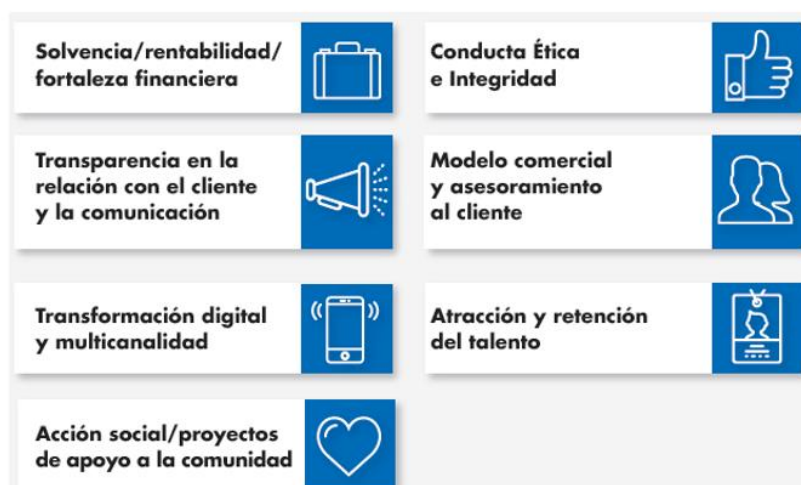 Solvencia/rentabilidad/
fortaleza financiera
Conducta Ética
e Integridad
Transparencia en la
relación con el cliente
y la comunicación
Modelo comercial
y asesoramiento
al cliente
Transformación digital
y multicanalidad
Atracción y retención
del talento
Acción social/proyectos
de apoyo a la comunidad